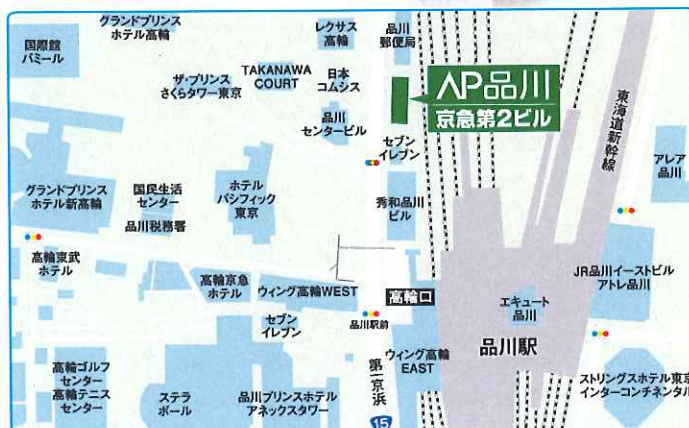 グランドプリンス
ホテル高輪
国際館
パミール
レクサス
高輪
品川
郵便局
ザ・プリンス
さくらタワー東京
TAKANAWA
COURT
日本
コムシス
品川
センタービル
AP品川
京急第2ビル
東海道新幹線
セブン
イレブン
アレア
品川
グランドプリンス
ホテル新高輪
国民生活
センター
品川税務署
ホテル
パシフィック
東京
秀和品川
ビル
高輪東武
ホテル
高輪京急
ホテル
ウィング高輪WEST
高輪口
JR品川イーストビル
アトレ品川
エキュート
品川
セブン
イレブン
品川駅前
品川駅
第一京浜
ウィング高輪
EAST
高輪ゴルフ
センター
高輪テニス
センター
ステラ
ボール
品川プリンスホテル
アネックスタワー
15
ストリングスホテル東京
インターコンチネンタル